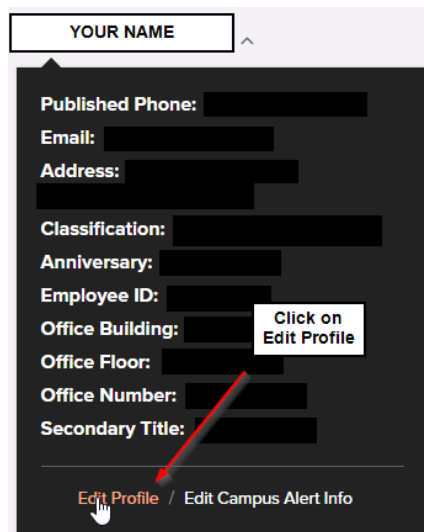 YOUR NAME
Published Phone:
Email:
Address:
Classification:
Anniversary:
Employee ID:
Click on
Edit Profile
Office Building:
Office Floor:
Office Number:
Secondary Title:
Edit Profile / Edit Campus Alert Info